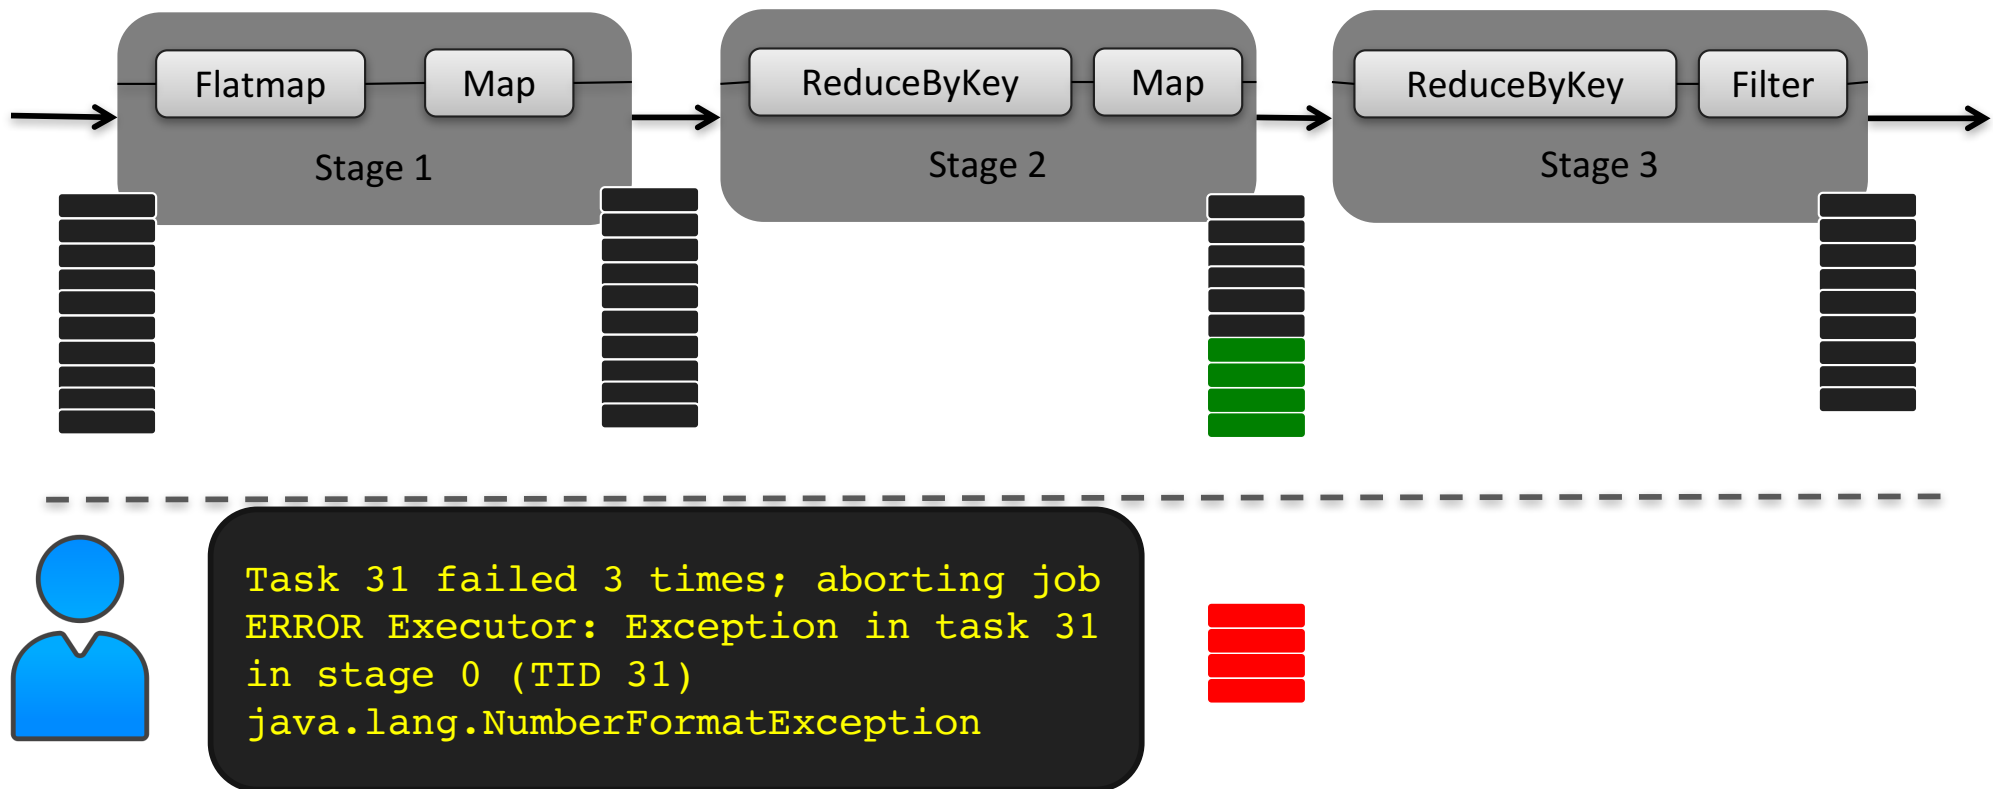 Flatmap
Map
ReduceByKey
Map
ReduceByKey
Filter
Stage 1
Stage 2
Stage 3
Task 31 failed 3 times; aborting job
ERROR Executor: Exception in task 31
in stage 0 (TID 31)
java.lang.NumberFormatException